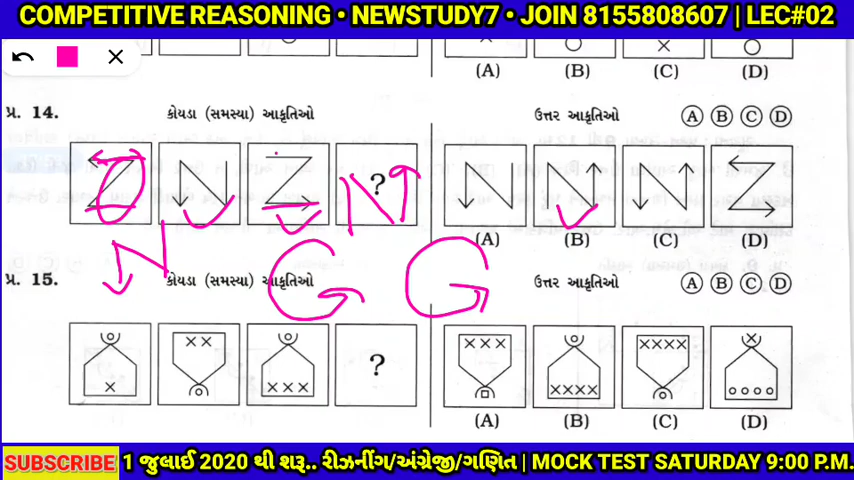 COMPETITIVE REASONING • NEWSTUDY7 • JOIN 8155808607 | LEC#02
(A) (B) (C) (D)
પ્ર. 14. કોયડા (સમસ્યા) આકૃતિઓ ઉત્તર આકૃતિઓ A B C D
?
(A) (B) (C) (D)
પ્ર. 15. કોયડા (સમસ્યા) આકૃતિઓ ઉત્તર આકૃતિઓ A B C D
?
(A) (B) (C) (D)
SUBSCRIBE 1 જુલાઈ 2020 થી શરૂ.. રીઝનીંગ/અંગ્રેજી/ગણિત | MOCK TEST SATURDAY 9:00 P.M.